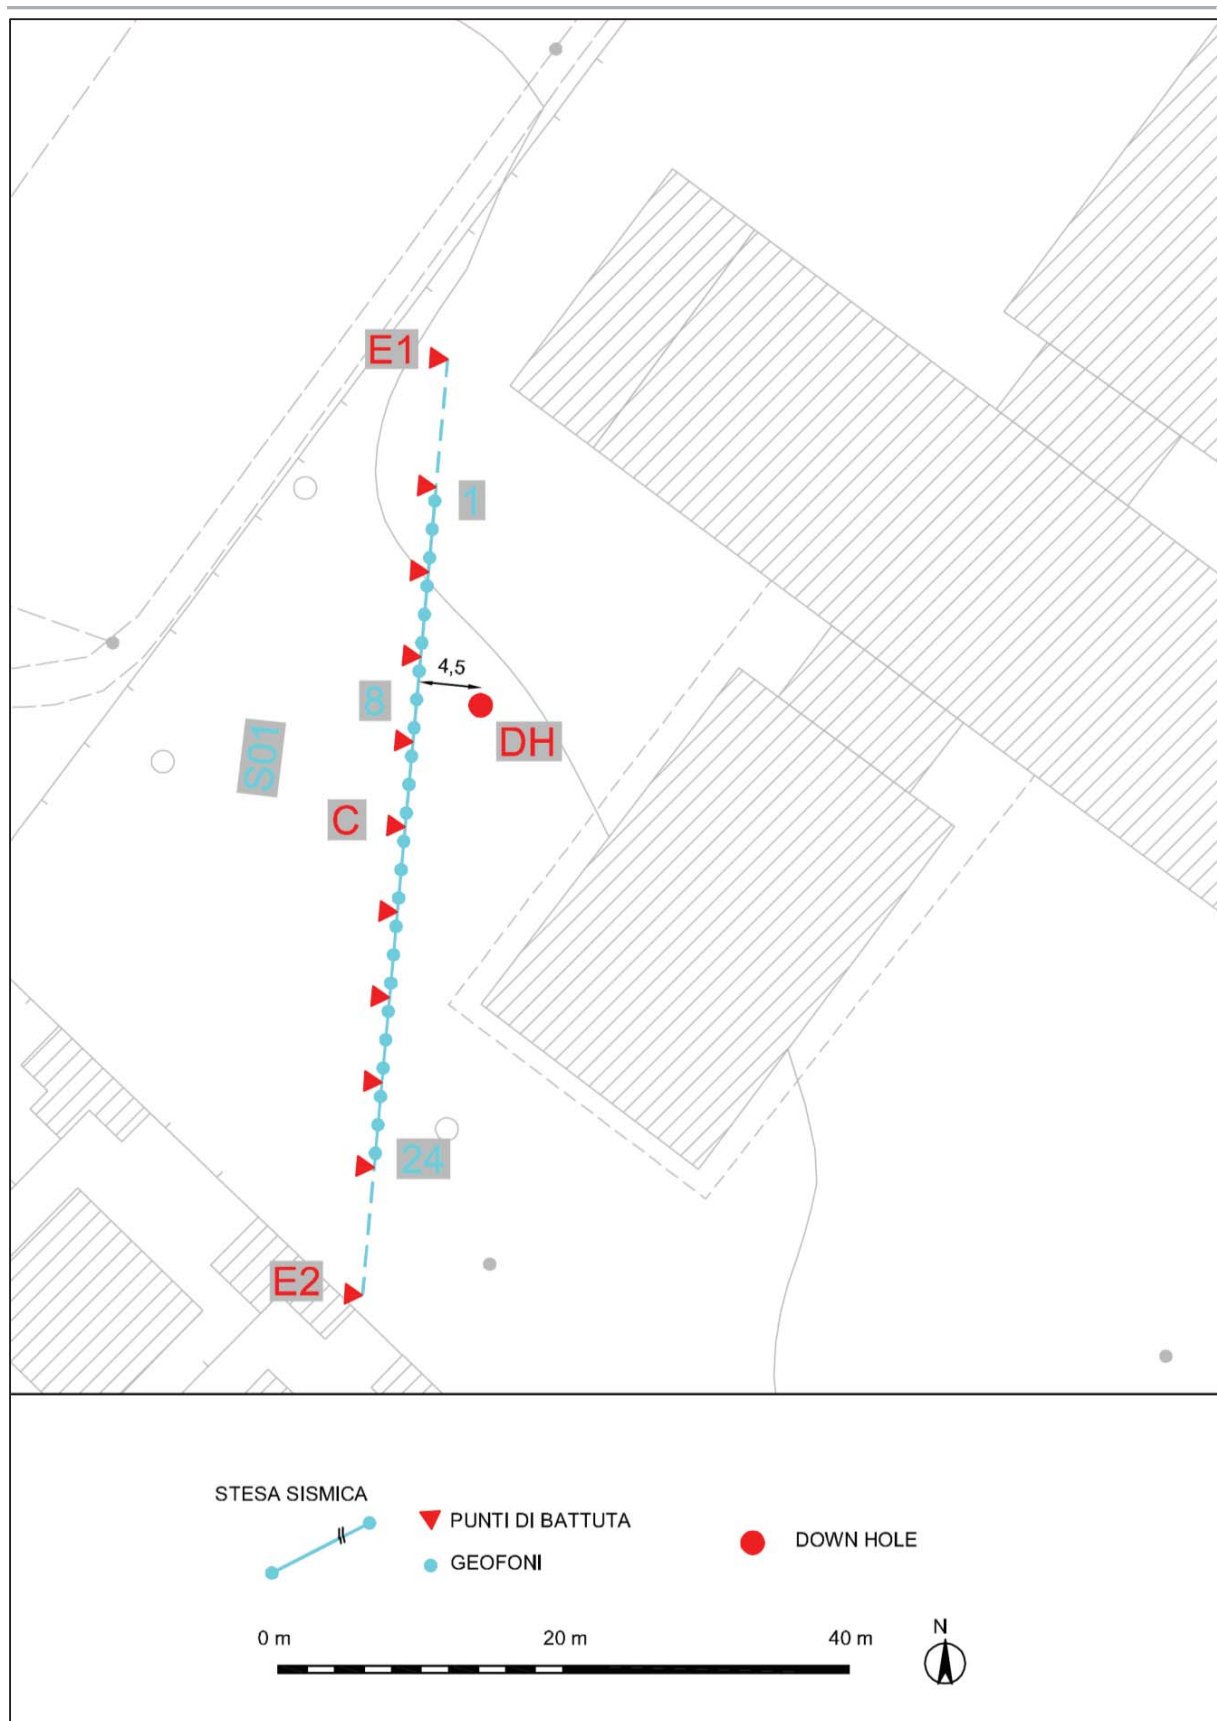 E1
1
4,5
8
DH
S01
C
24
E2
STESA SISMICA
PUNTI DI BATTUTA
GEOFONI
DOWN HOLE
0 m
20 m
40 m
N